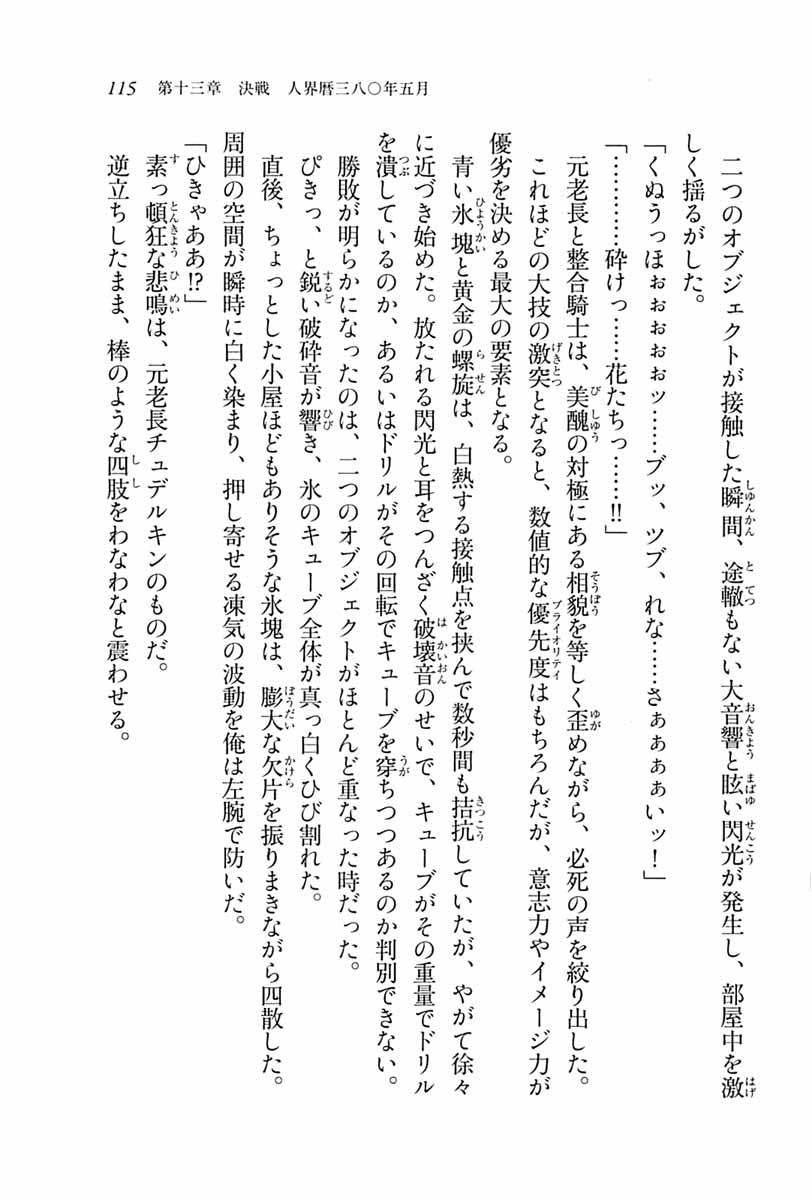 115　第十三章　決戦　人界暦三八〇年五月
二つのオブジェクトが接触した瞬間、途轍もない大音響と眩い閃光が発生し、部屋中を激
しく揺るがした。
「くぬうっほぉぉぉぉぉッ……ブッ、ツブ、れな……さぁぁぁぁいッ！」
「…………砕けっ……花たちっ……‼」
元老長と整合騎士は、美醜の対極にある相貌を等しく歪めながら、必死の声を絞り出した。
これほどの大技の激突となると、数値的な優先度はもちろんだが、意志力やイメージ力が
優劣を決める最大の要素となる。
青い氷塊と黄金の螺旋は、白熱する接触点を挟んで数秒間も拮抗していたが、やがて徐々
に近づき始めた。放たれる閃光と耳をつんざく破壊音のせいで、キューブがその重量でドリル
を潰しているのか、あるいはドリルがその回転でキューブを穿ちつつあるのか判別できない。
勝敗が明らかになったのは、二つのオブジェクトがほとんど重なった時だった。
ぴきっ、と鋭い破砕音が響き、氷のキューブ全体が真っ白くひび割れた。
直後、ちょっとした小屋ほどもありそうな氷塊は、膨大な欠片を振りまきながら四散した。
周囲の空間が瞬時に白く染まり、押し寄せる凍気の波動を俺は左腕で防いだ。
「ひきゃああ⁉」
素っ頓狂な悲鳴は、元老長チュデルキンのものだ。
逆立ちしたまま、棒のような四肢をわなわなと震わせる。